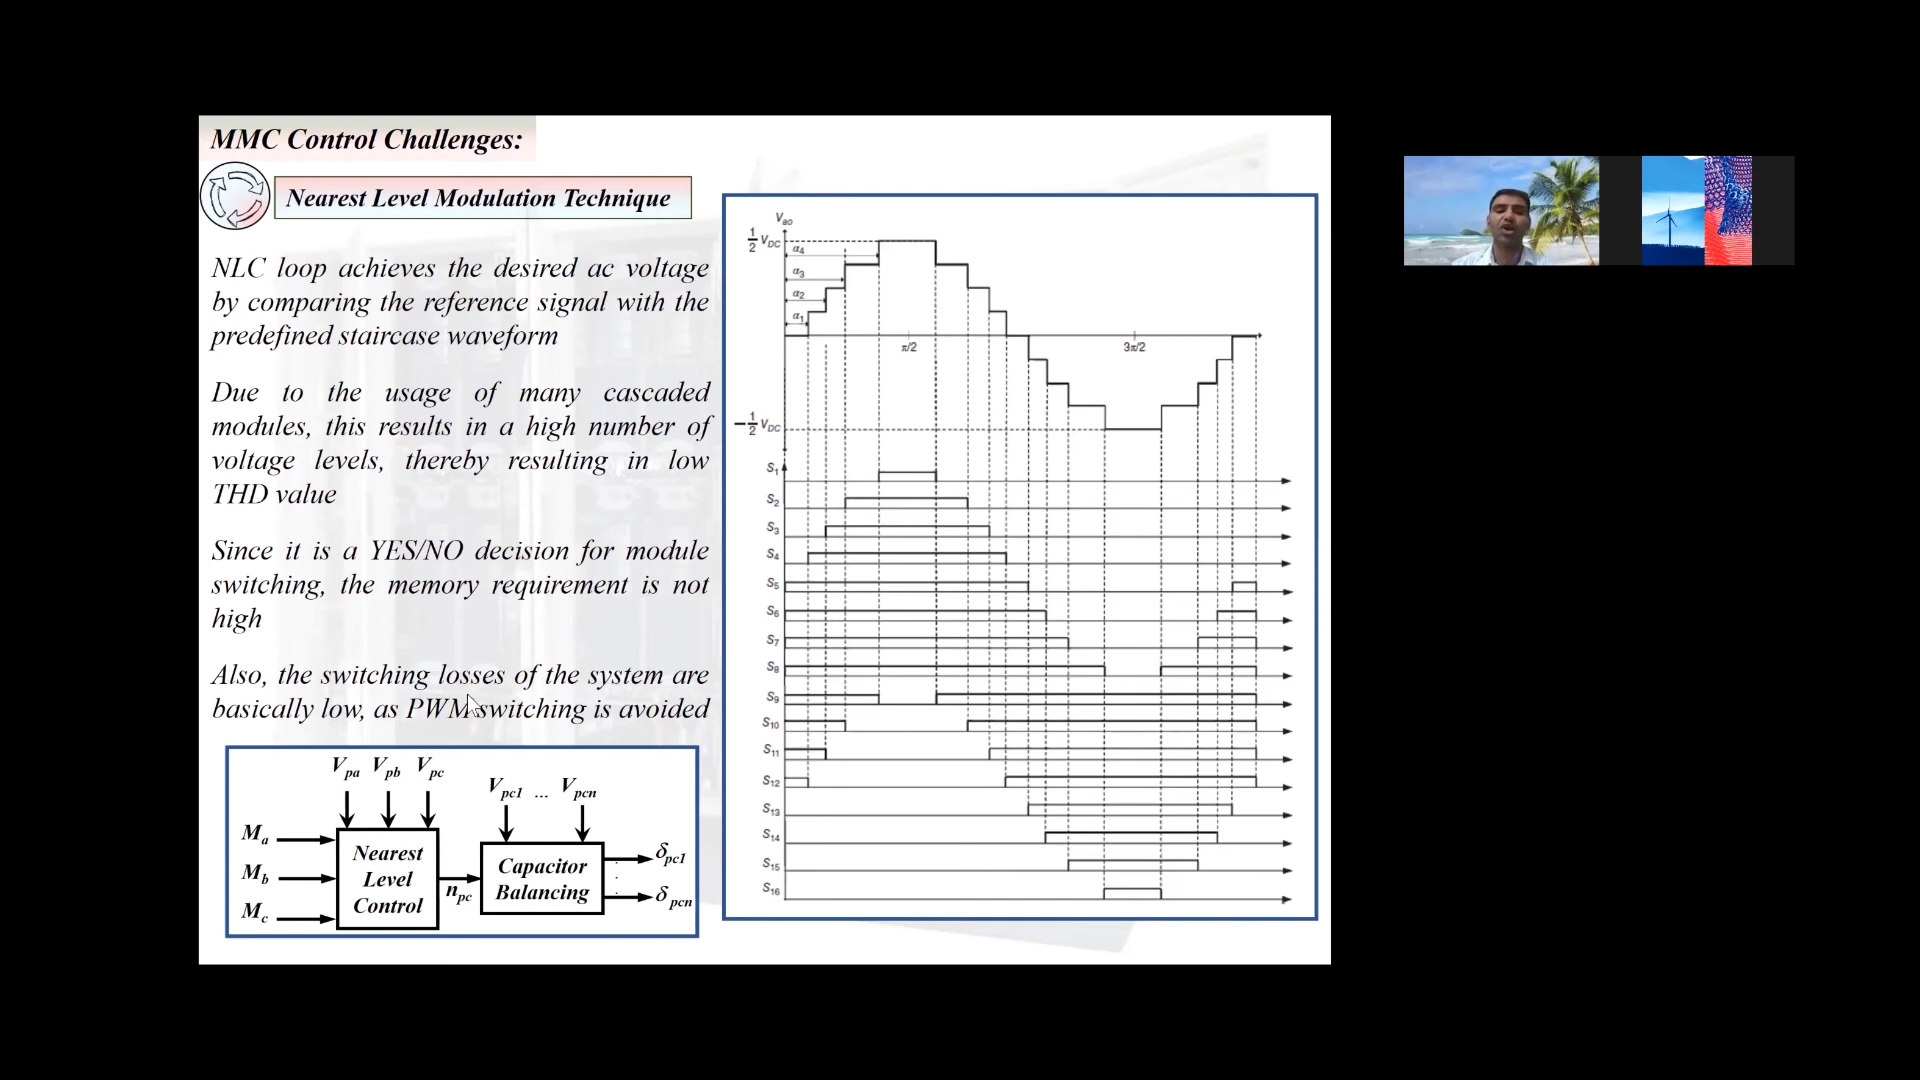 MMC Control Challenges:
Nearest Level Modulation Technique
NLC loop achieves the desired ac voltage
by comparing the reference signal with the
predefined staircase waveform
Due to the usage of many cascaded
modules, this results in a high number of
voltage levels, thereby resulting in low
THD value
Since it is a YES/NO decision for module
switching, the memory requirement is not
high
Also, the switching losses of the system are
basically low, as PWM switching is avoided
Vpa Vpb Vpc
Vpc1 ... Vpcn
Ma
Mb
Mc
Nearest
Level
Control
npc
Capacitor
Balancing
δpc1
δpcn
Vao
1/2 VDC
α4
α3
α2
α1
π/2
3π/2
-1/2 VDC
S1
S2
S3
S4
S5
S6
S7
S8
S9
S10
S11
S12
S13
S14
S15
S16